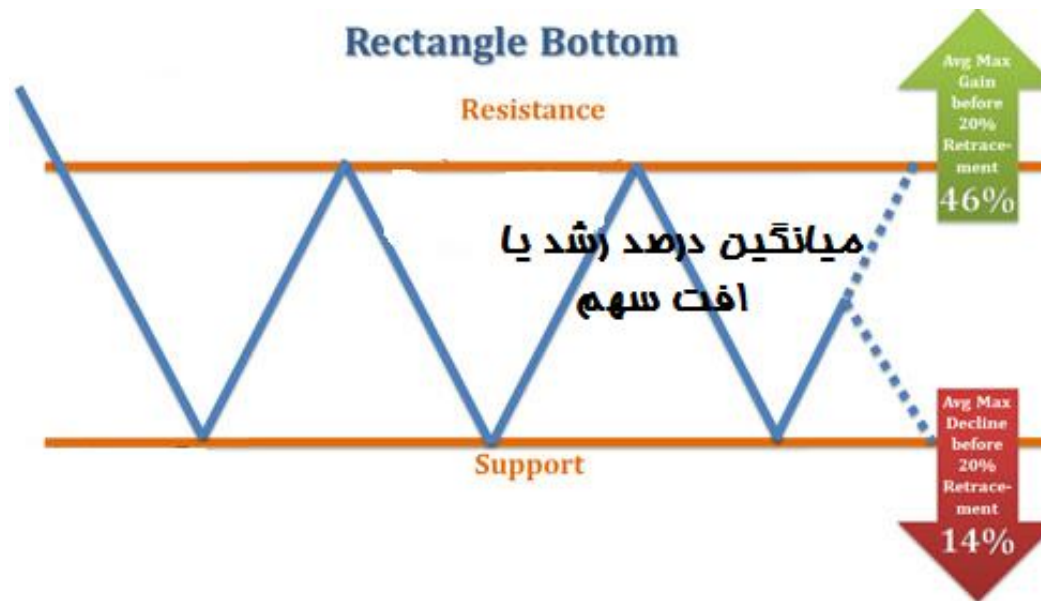 Rectangle Bottom
Resistance
Avg Max
Gain
before
20%
Retrace-
ment
46%
میانگین درصد رشد یا
افت سهم
Support
Avg Max
Decline
before
20%
Retrace-
ment
14%